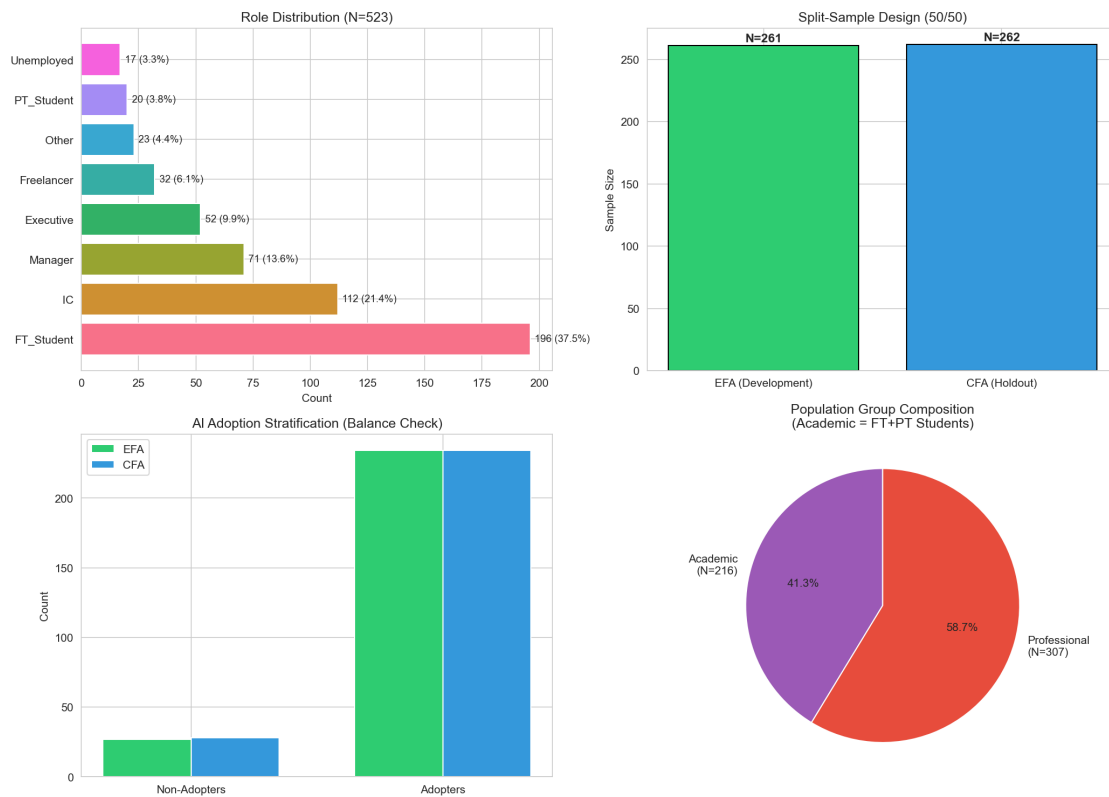 Role Distribution (N=523)
Unemployed
17 (3.3%)
PT_Student
20 (3.8%)
Other
23 (4.4%)
Freelancer
32 (6.1%)
Executive
52 (9.9%)
Manager
71 (13.6%)
IC
112 (21.4%)
FT_Student
196 (37.5%)
0 25 50 75 100 125 150 175 200
Count
Split-Sample Design (50/50)
N=261
N=262
250
200
150
100
50
0
Sample Size
EFA (Development)
CFA (Holdout)
AI Adoption Stratification (Balance Check)
EFA
CFA
200
150
100
50
0
Count
Non-Adopters
Adopters
Population Group Composition
(Academic = FT+PT Students)
Academic
(N=216)
41.3%
58.7%
Professional
(N=307)